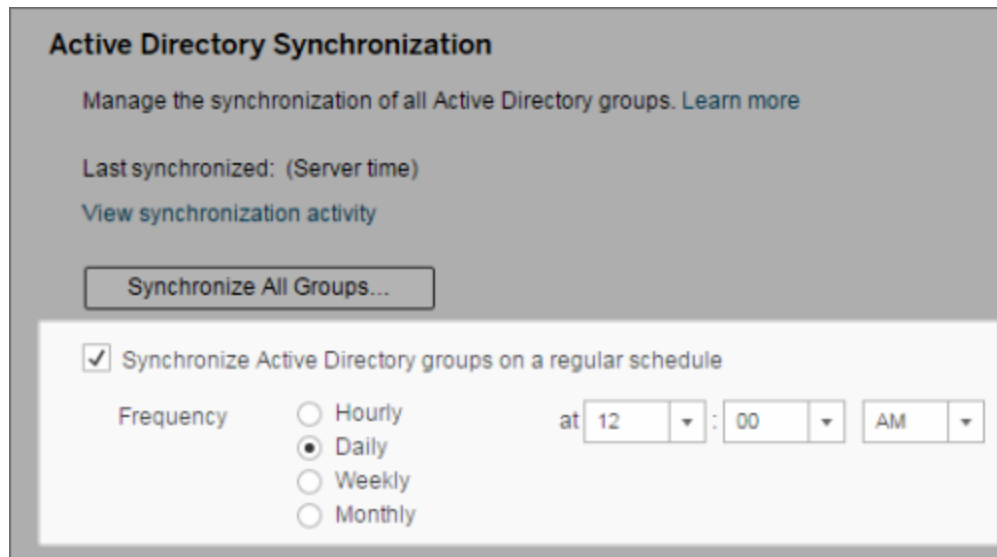 Active Directory Synchronization
Manage the synchronization of all Active Directory groups. Learn more
Last synchronized: (Server time)
View synchronization activity
Synchronize All Groups...
Synchronize Active Directory groups on a regular schedule
Frequency Hourly at 12 : 00 AM
Daily
Weekly
Monthly